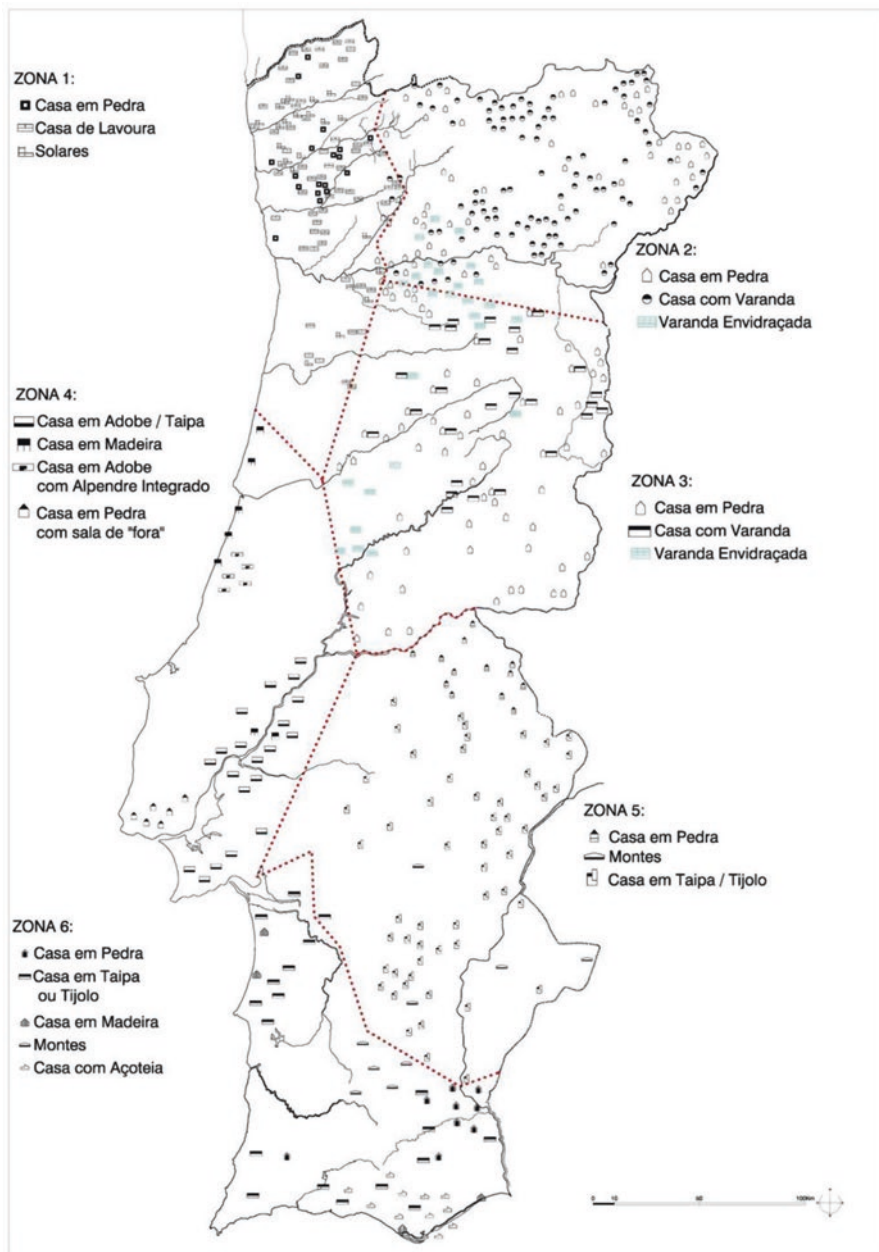 ZONA 1:
Casa em Pedra
Casa de Lavoura
Solares
ZONA 2:
Casa em Pedra
Casa com Varanda
Varanda Envidraçada
ZONA 4:
Casa em Adobe / Taipa
Casa em Madeira
Casa em Adobe
com Alpendre Integrado
Casa em Pedra
com sala de "fora"
ZONA 3:
Casa em Pedra
Casa com Varanda
Varanda Envidraçada
ZONA 5:
Casa em Pedra
Montes
Casa em Taipa / Tijolo
ZONA 6:
Casa em Pedra
Casa em Taipa
ou Tijolo
Casa em Madeira
Montes
Casa com Açoteia
0 10 50 100Km